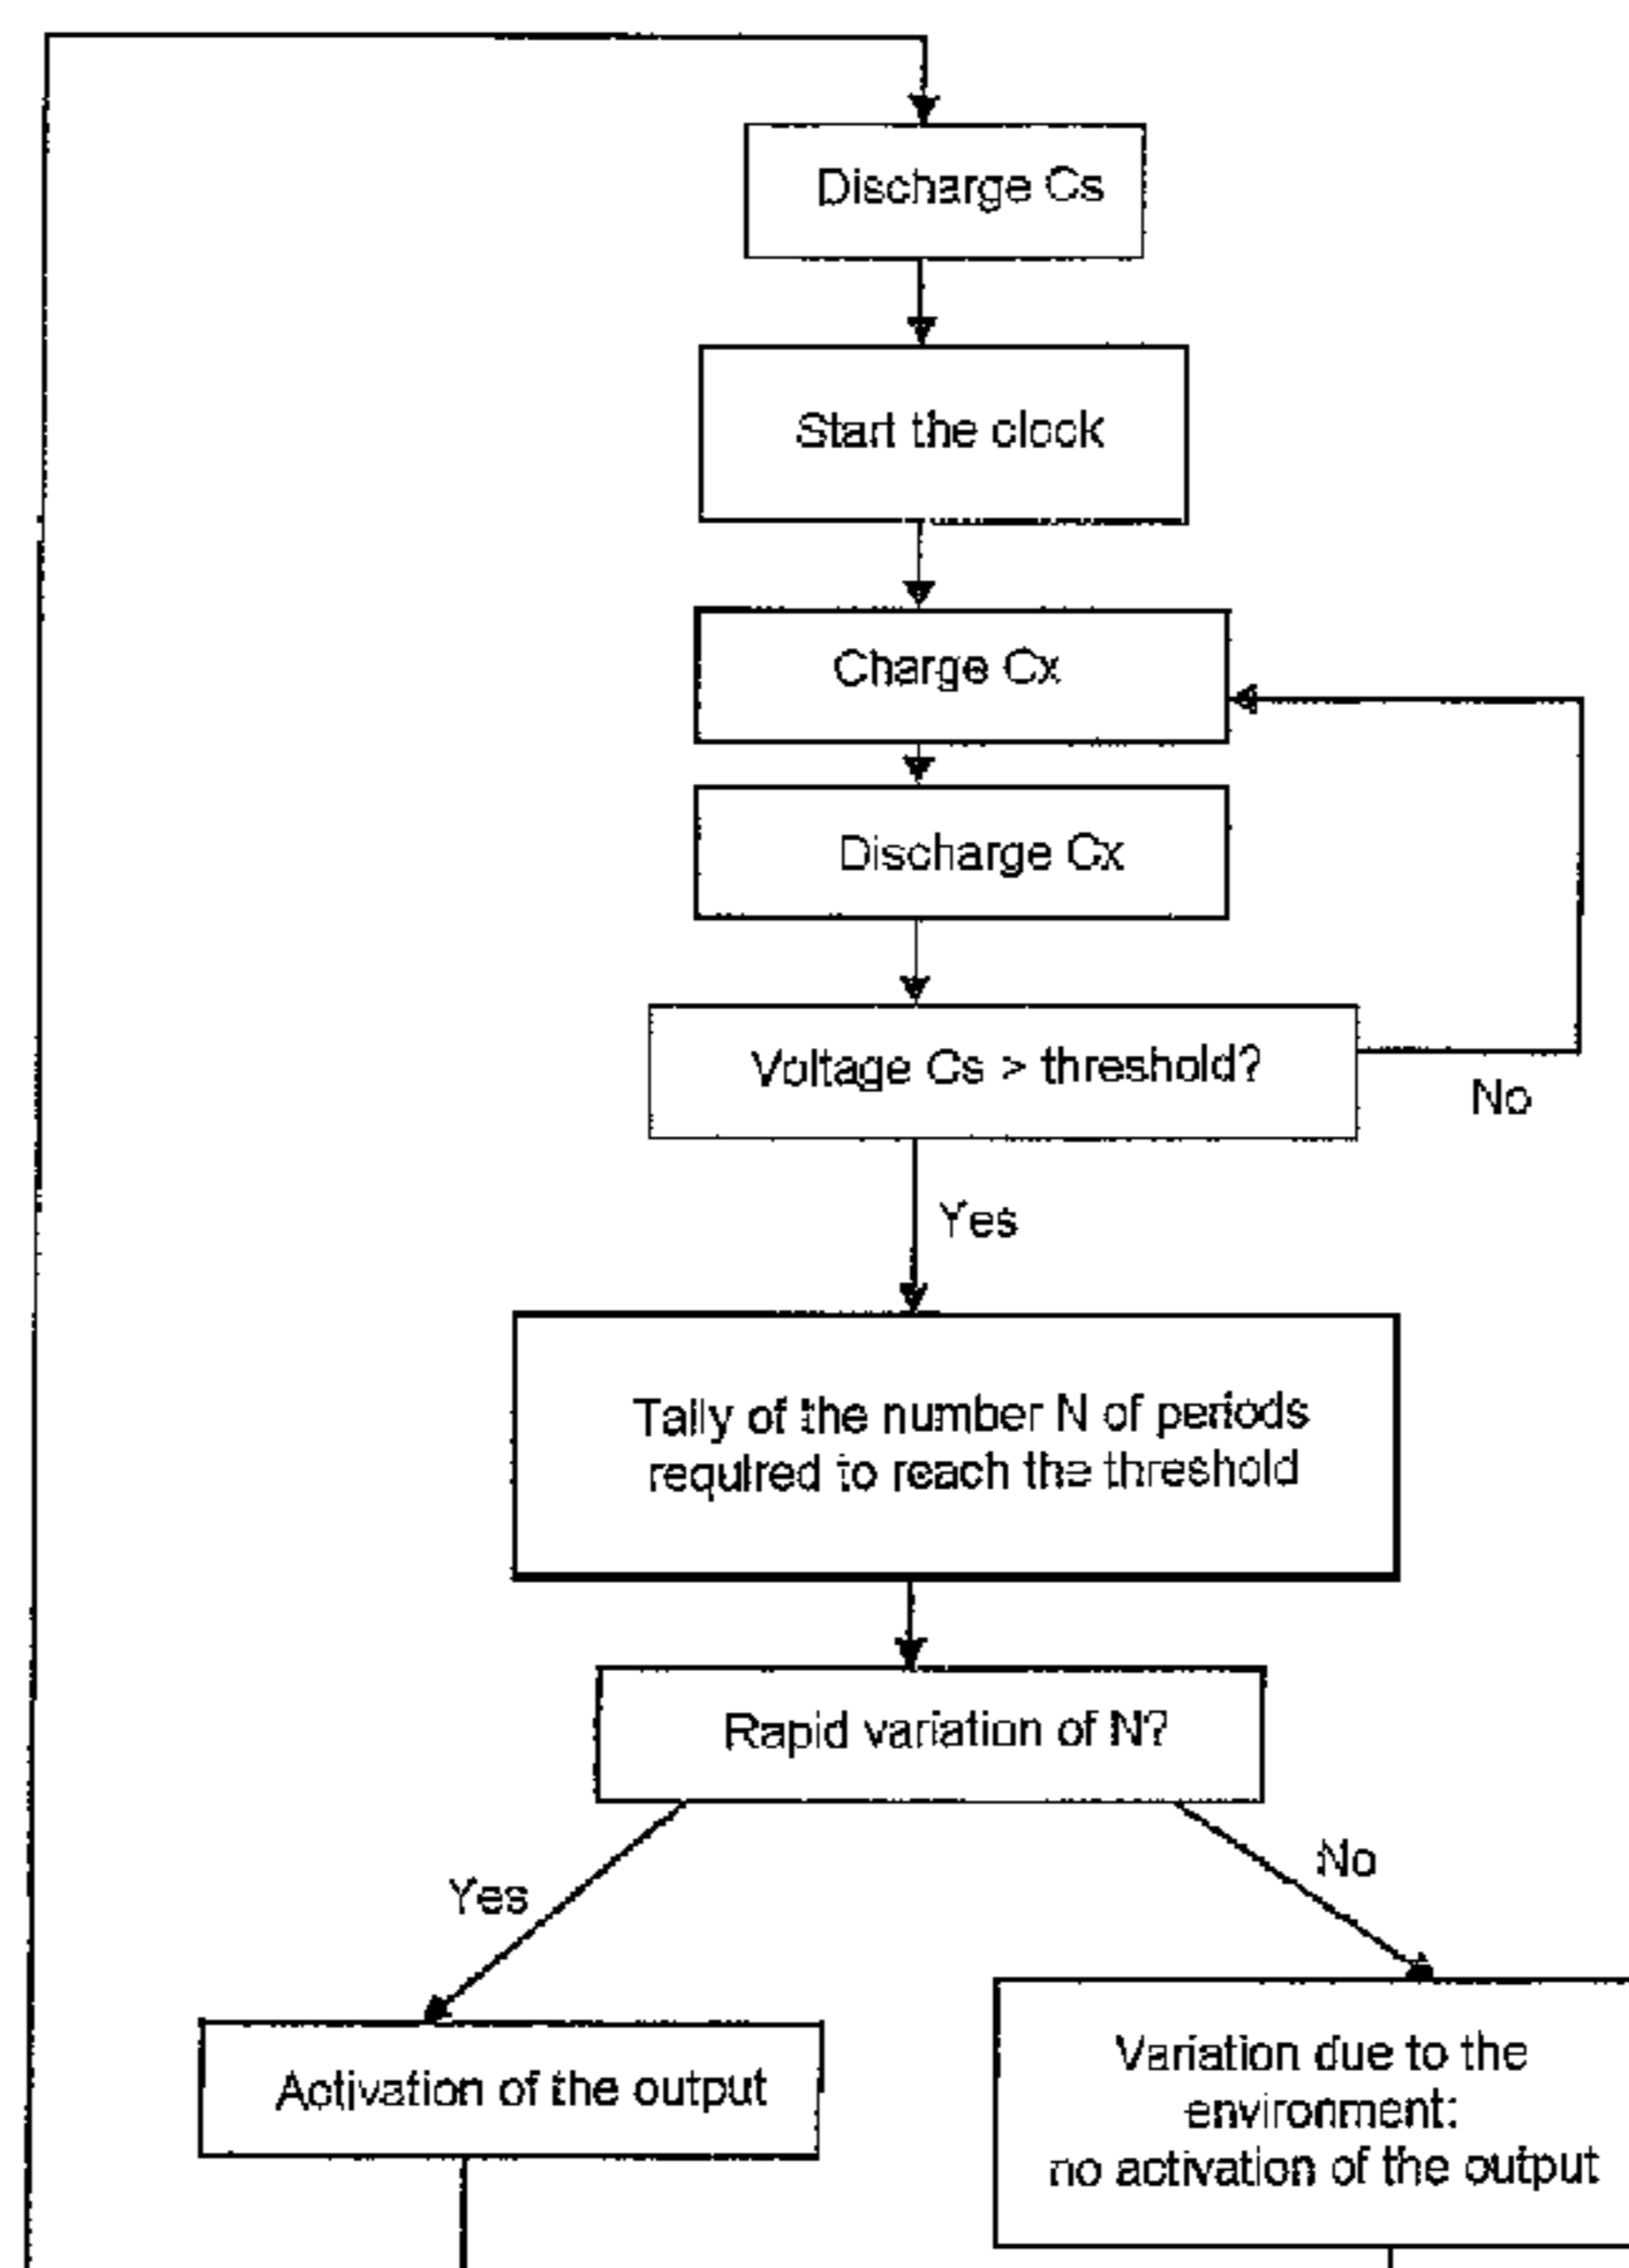 Discharge Cs
Start the clock
Charge Cx
Discharge Cx
Voltage Cs > threshold?
No
Yes
Tally of the number N of periods
required to reach the threshold
Rapid variation of N?
Yes
No
Activation of the output
Variation due to the
environment:
no activation of the output